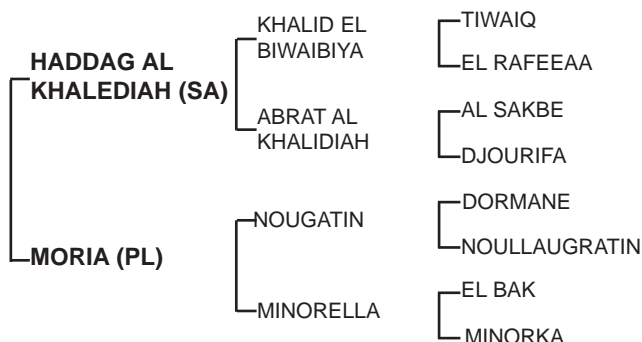 HADDAG AL
KHALEDIAH (SA)
MORIA (PL)
KHALID EL
BIWAIBIYA
ABRAT AL
KHALIDIAH
NOUGATIN
MINORELLA
TIWAIQ
EL RAFEEAA
AL SAKBE
DJOURIFA
DORMANE
NOULLAUGRATIN
EL BAK
MINORKA